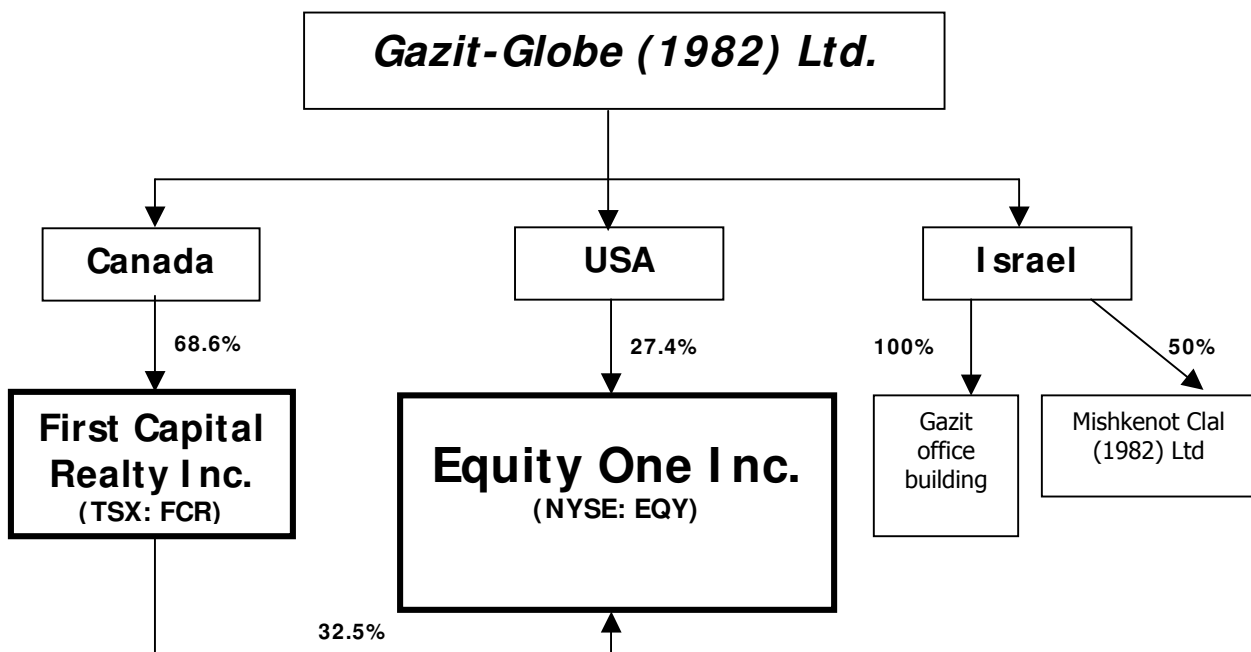 Gazit-Globe (1982) Ltd.
Canada
USA
Israel
68.6%
27.4%
100%
50%
First Capital
Realty Inc.
(TSX: FCR)
Equity One Inc.
(NYSE: EQY)
Gazit
office
building
Mishkenot Clal
(1982) Ltd
32.5%